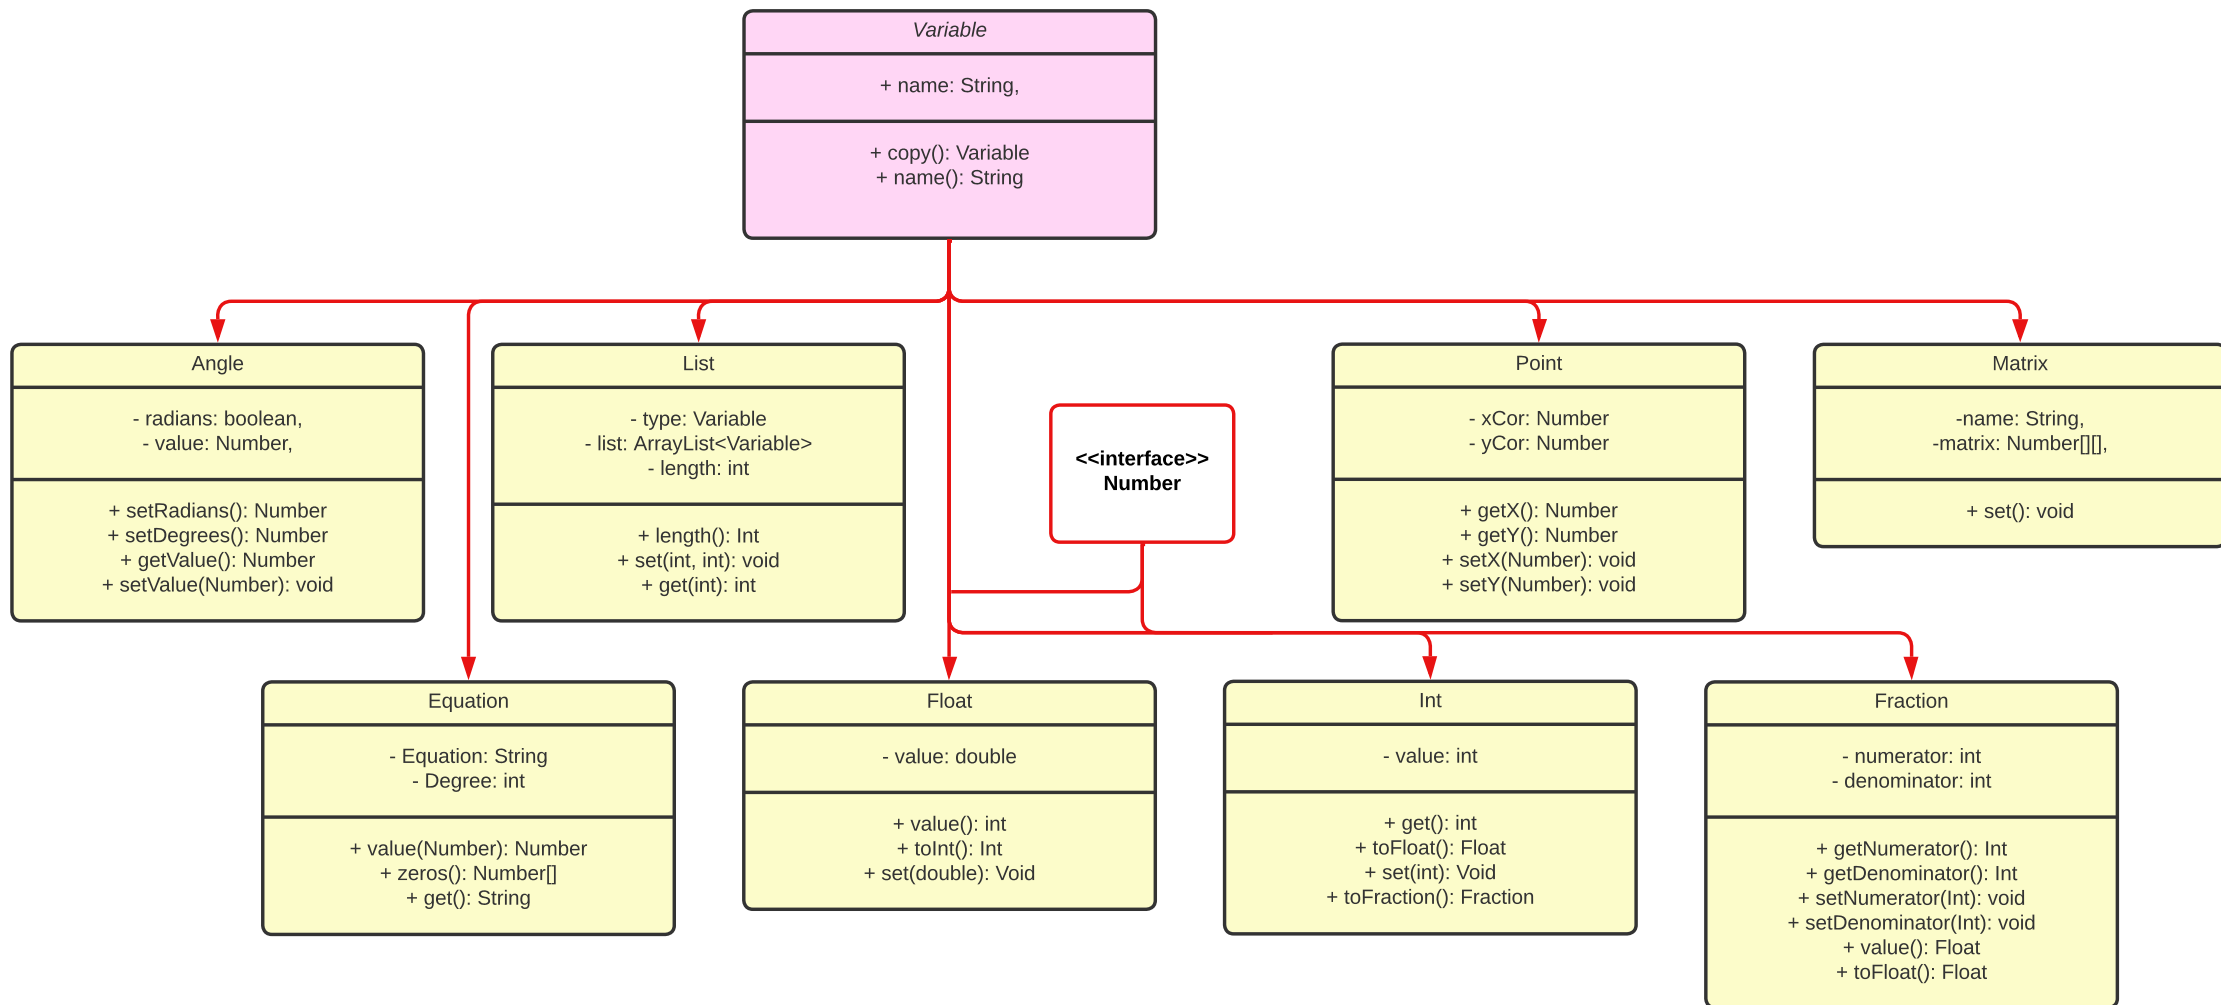 Variable
+ name: String,
+ copy(): Variable
+ name(): String
Angle
- radians: boolean,
- value: Number,
+ setRadians(): Number
+ setDegrees(): Number
+ getValue(): Number
+ setValue(Number): void
List
- type: Variable
- list: ArrayList<Variable>
- length: int
+ length(): Int
+ set(int, int): void
+ get(int): int
<<interface>>
Number
Point
- xCor: Number
- yCor: Number
+ getX(): Number
+ getY(): Number
+ setX(Number): void
+ setY(Number): void
Matrix
-name: String,
-matrix: Number[][],
+ set(): void
Equation
- Equation: String
- Degree: int
+ value(Number): Number
+ zeros(): Number[]
+ get(): String
Float
- value: double
+ value(): int
+ toInt(): Int
+ set(double): Void
Int
- value: int
+ get(): int
+ toFloat(): Float
+ set(int): Void
+ toFraction(): Fraction
Fraction
- numerator: int
- denominator: int
+ getNumerator(): Int
+ getDenominator(): Int
+ setNumerator(Int): void
+ setDenominator(Int): void
+ value(): Float
+ toFloat(): Float